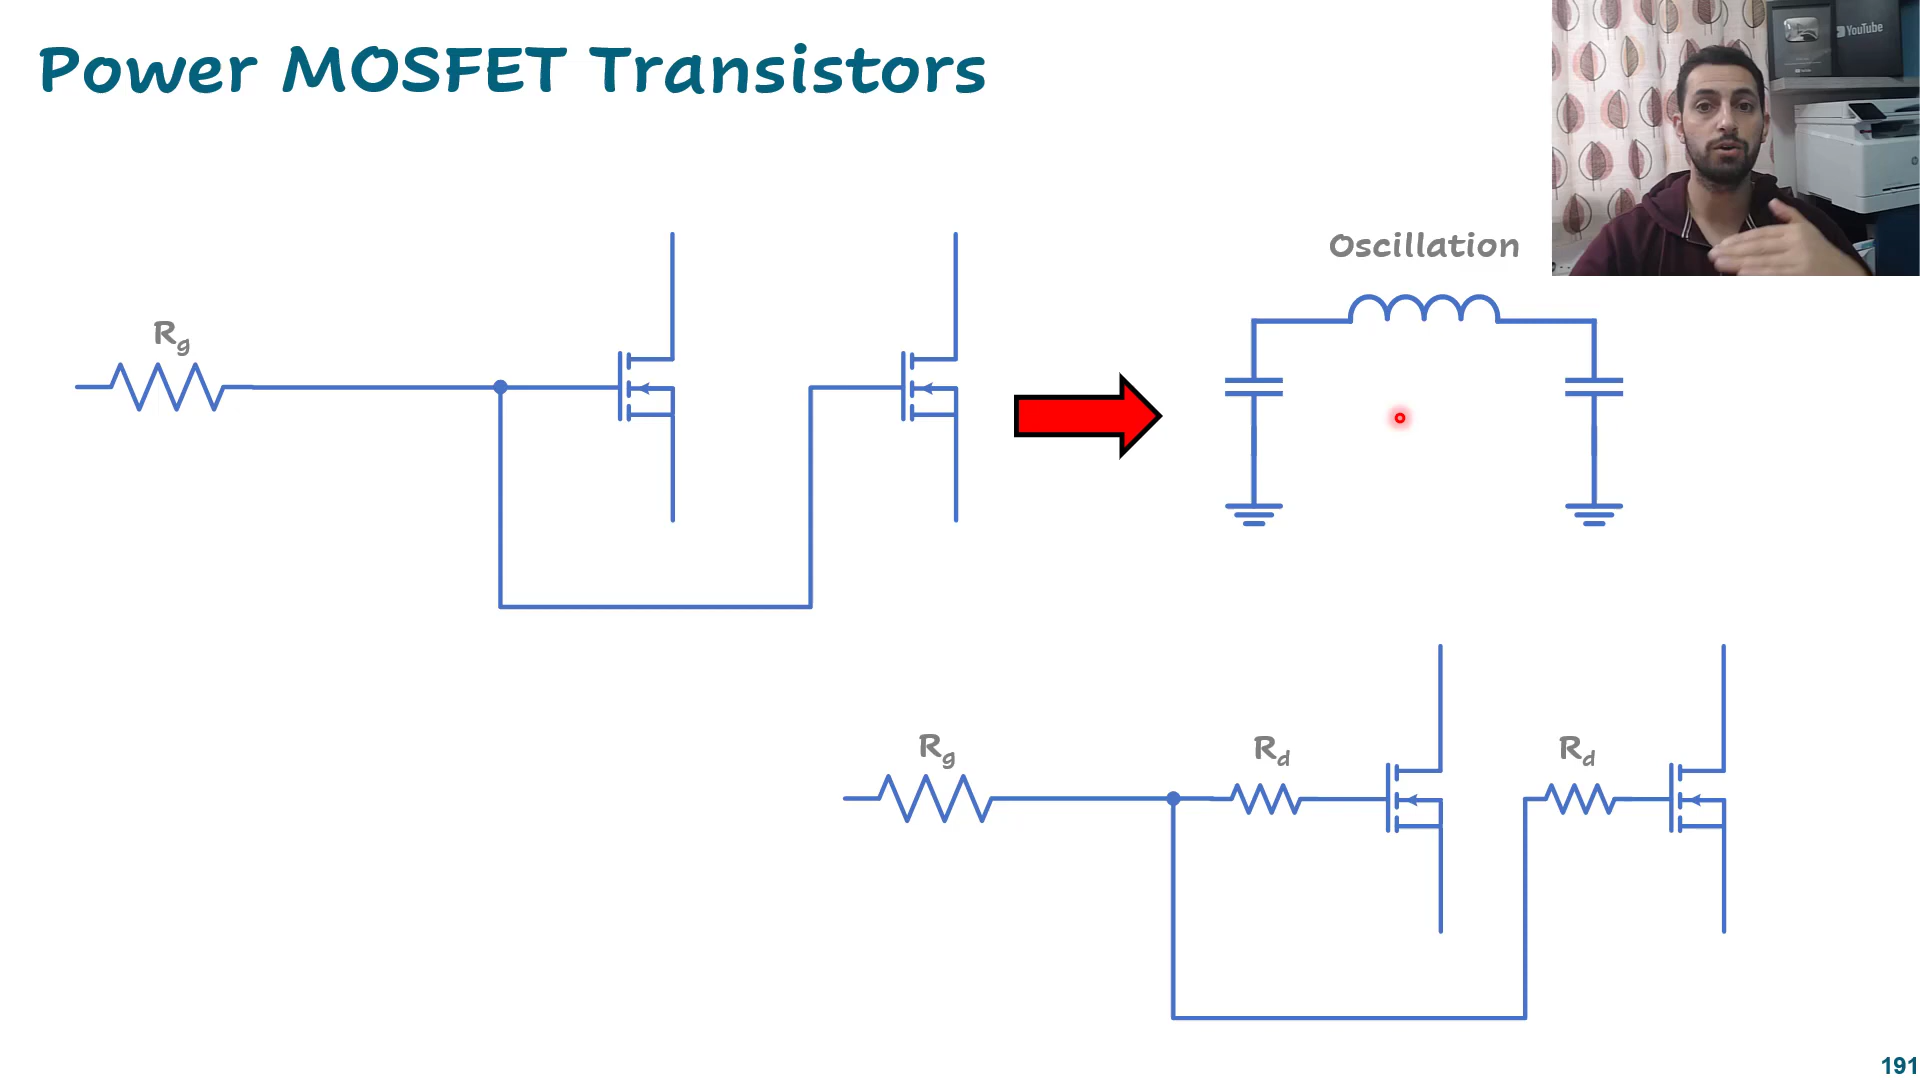 Power MOSFET Transistors
YouTube
Oscillation
Rg
Rg
Rd
Rd
191